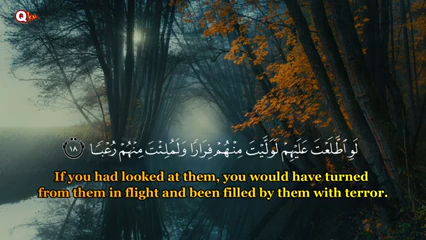 لَوِ ٱطَّلَعْتَ عَلَيْهِمْ لَوَلَّيْتَ مِنْهُمْ فِرَارًا وَلَمُلِئْتَ مِنْهُمْ رُعْبًا ١٨
If you had looked at them, you would have turned
from them in flight and been filled by them with terror.